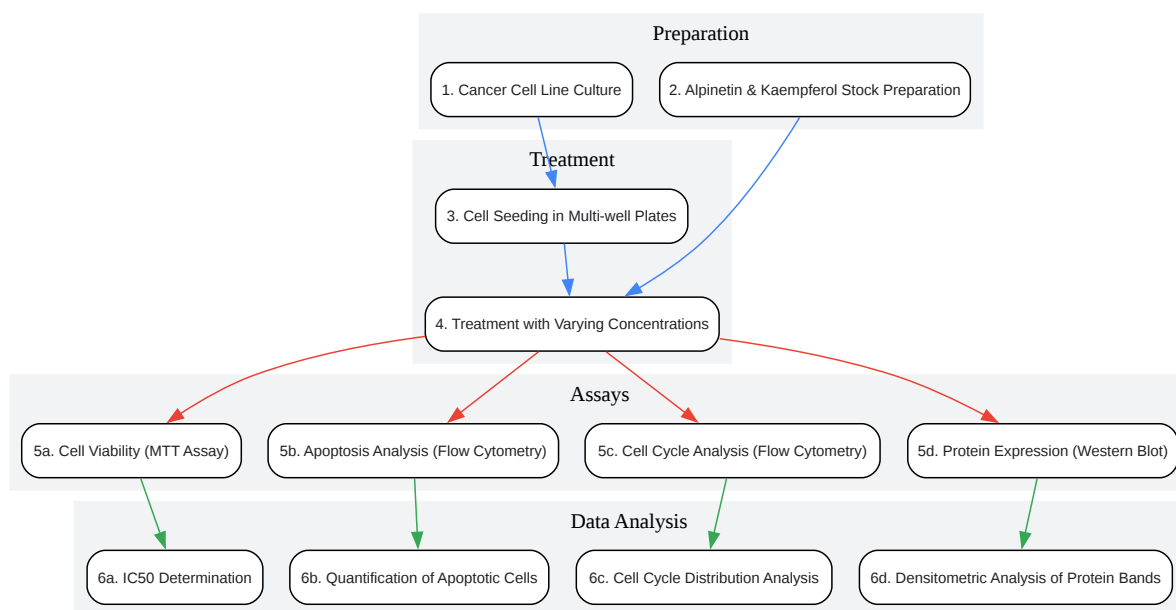 Preparation
1. Cancer Cell Line Culture
2. Alpinetin & Kaempferol Stock Preparation
Treatment
3. Cell Seeding in Multi-well Plates
4. Treatment with Varying Concentrations
Assays
5a. Cell Viability (MTT Assay)
5b. Apoptosis Analysis (Flow Cytometry)
5c. Cell Cycle Analysis (Flow Cytometry)
5d. Protein Expression (Western Blot)
Data Analysis
6a. IC50 Determination
6b. Quantification of Apoptotic Cells
6c. Cell Cycle Distribution Analysis
6d. Densitometric Analysis of Protein Bands